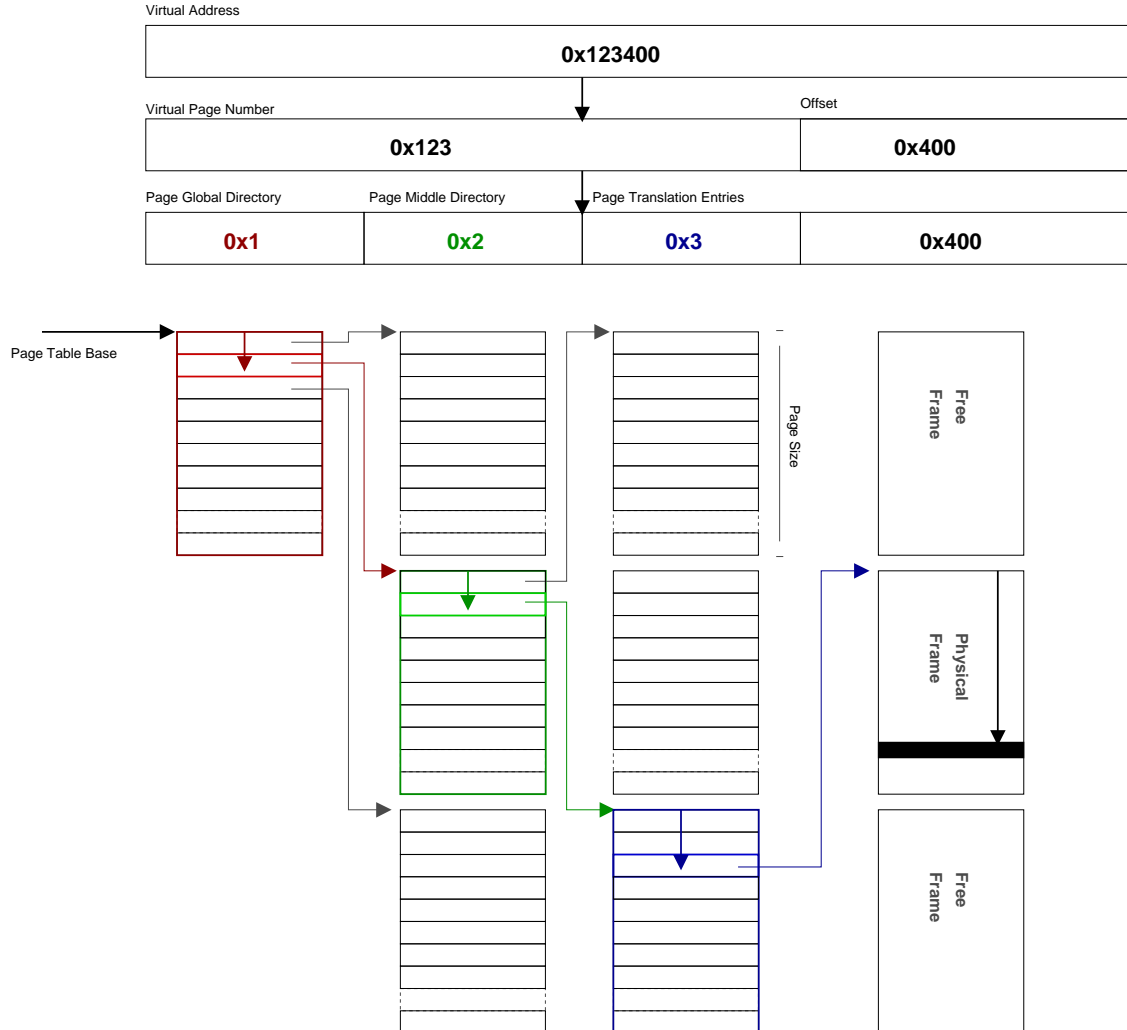 Virtual Address
0x123400
Virtual Page Number
Offset
0x123
0x400
Page Global Directory
Page Middle Directory
Page Translation Entries
0x1
0x2
0x3
0x400
Page Table Base
Page Size
Free
Frame
Physical
Frame
Free
Frame